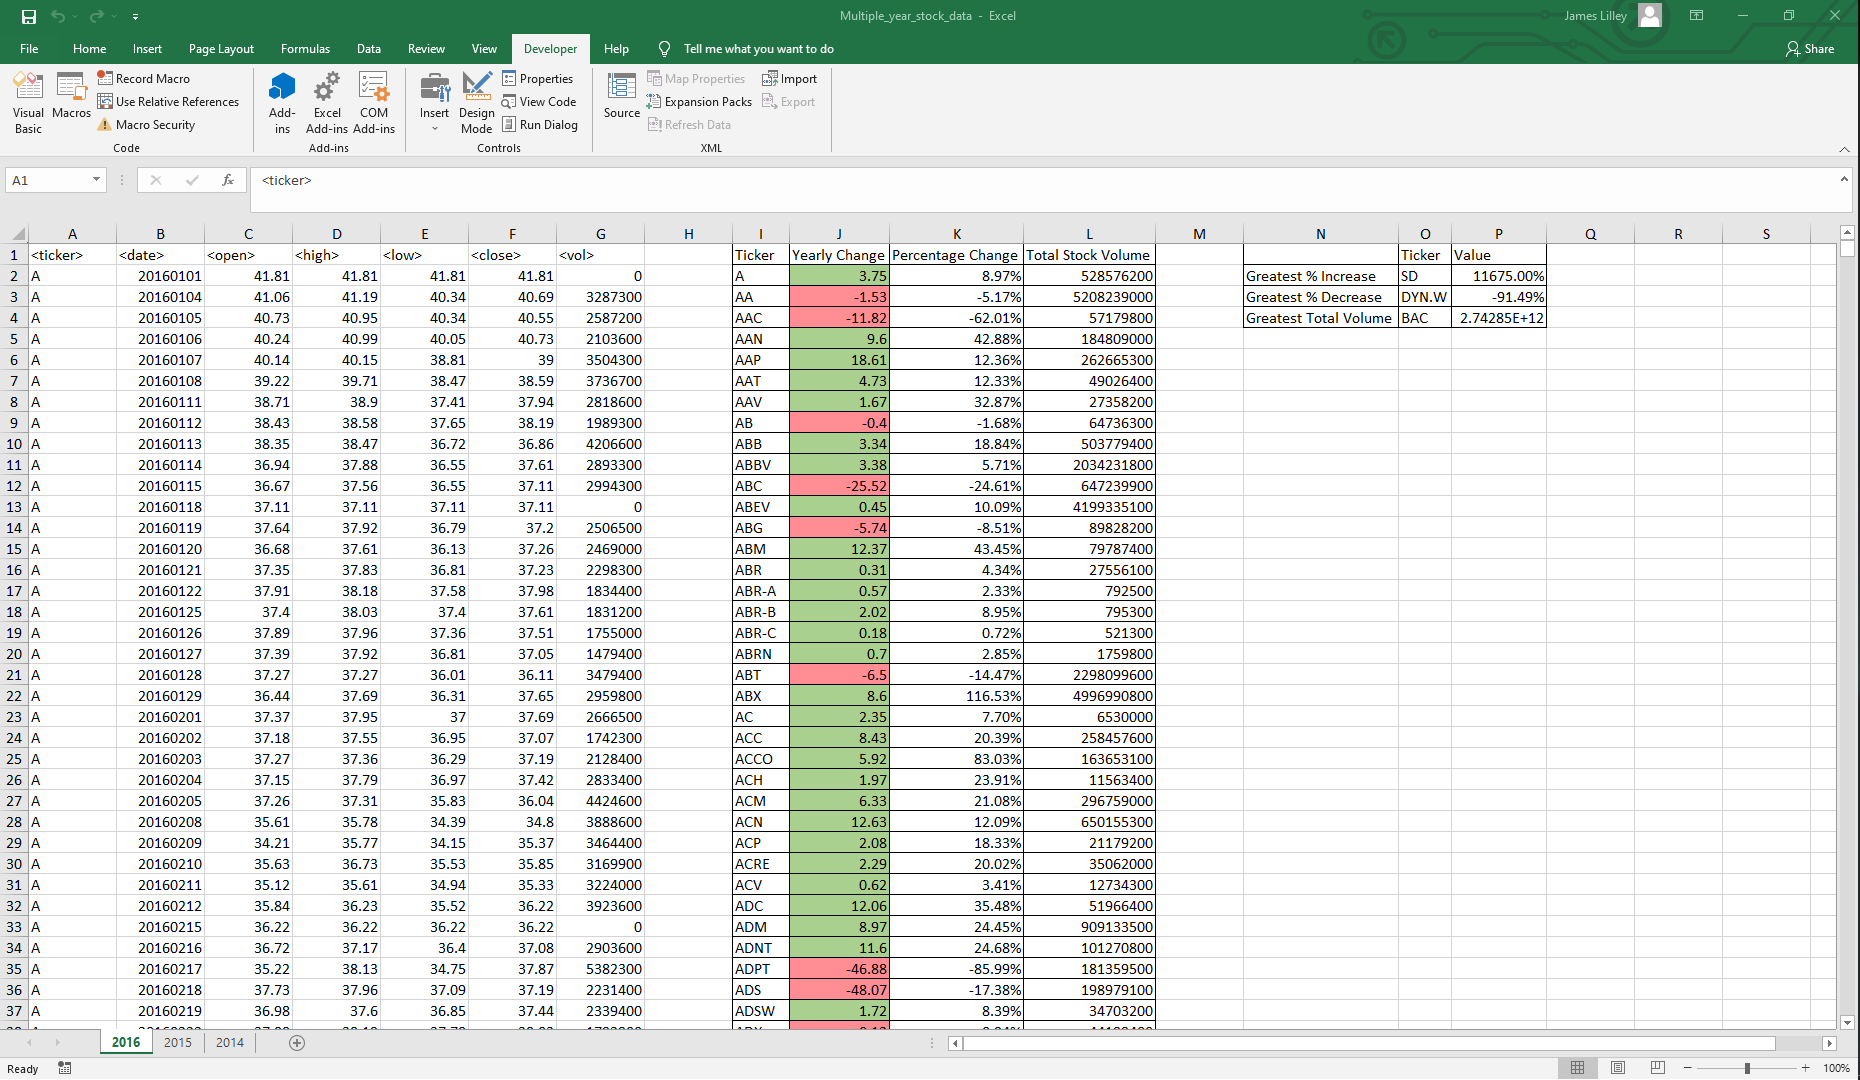 Multiple_year_stock_data - Excel
James Lilley
File Home Insert Page Layout Formulas Data Review View Developer Help Tell me what you want to do Share
Visual Basic
Macros
Record Macro
Use Relative References
Macro Security
Code
Add-ins
Excel Add-ins
COM Add-ins
Add-ins
Insert
Design Mode
Properties
View Code
Run Dialog
Controls
Source
Map Properties
Expansion Packs
Refresh Data
Import
Export
XML
A1 fx <ticker>
A B C D E F G H I J K L M N O P Q R S
1 <ticker> <date> <open> <high> <low> <close> <vol> Ticker Yearly Change Percentage Change Total Stock Volume Ticker Value
2 A 20160101 41.81 41.81 41.81 41.81 0 A 3.75 8.97% 528576200 Greatest % Increase SD 11675.00%
3 A 20160104 41.06 41.19 40.34 40.69 3287300 AA -1.53 -5.17% 5208239000 Greatest % Decrease DYN.W -91.49%
4 A 20160105 40.73 40.95 40.34 40.55 2587200 AAC -11.82 -62.01% 57179800 Greatest Total Volume BAC 2.74285E+12
5 A 20160106 40.24 40.99 40.05 40.73 2103600 AAN 9.6 42.88% 184809000
6 A 20160107 40.14 40.15 38.81 39 3504300 AAP 18.61 12.36% 262665300
7 A 20160108 39.22 39.71 38.47 38.59 3736700 AAT 4.73 12.33% 49026400
8 A 20160111 38.71 38.9 37.41 37.94 2818600 AAV 1.67 32.87% 27358200
9 A 20160112 38.43 38.58 37.65 38.19 1989300 AB -0.4 -1.68% 64736300
10 A 20160113 38.35 38.47 36.72 36.86 4206600 ABB 3.34 18.84% 503779400
11 A 20160114 36.94 37.88 36.55 37.61 2893300 ABBV 3.38 5.71% 2034231800
12 A 20160115 36.67 37.56 36.55 37.11 2994300 ABC -25.52 -24.61% 647239900
13 A 20160118 37.11 37.11 37.11 37.11 0 ABEV 0.45 10.09% 4199335100
14 A 20160119 37.64 37.92 36.79 37.2 2506500 ABG -5.74 -8.51% 89828200
15 A 20160120 36.68 37.61 36.13 37.26 2469000 ABM 12.37 43.45% 79787400
16 A 20160121 37.35 37.83 36.81 37.23 2298300 ABR 0.31 4.34% 27556100
17 A 20160122 37.91 38.18 37.58 37.98 1834400 ABR-A 0.57 2.33% 792500
18 A 20160125 37.4 38.03 37.4 37.61 1831200 ABR-B 2.02 8.95% 795300
19 A 20160126 37.89 37.96 37.36 37.51 1755000 ABR-C 0.18 0.72% 521300
20 A 20160127 37.39 37.92 36.81 37.05 1479400 ABRN 0.7 2.85% 1759800
21 A 20160128 37.27 37.27 36.01 36.11 3479400 ABT -6.5 -14.47% 2298099600
22 A 20160129 36.44 37.69 36.31 37.65 2959800 ABX 8.6 116.53% 4996990800
23 A 20160201 37.37 37.95 37 37.69 2666500 AC 2.35 7.70% 6530000
24 A 20160202 37.18 37.55 36.95 37.07 1742300 ACC 8.43 20.39% 258457600
25 A 20160203 37.27 37.36 36.29 37.19 2128400 ACCO 5.92 83.03% 163653100
26 A 20160204 37.15 37.79 36.97 37.42 2833400 ACH 1.97 23.91% 11563400
27 A 20160205 37.26 37.31 35.83 36.04 4424600 ACM 6.33 21.08% 296759000
28 A 20160208 35.61 35.78 34.39 34.8 3888600 ACN 12.63 12.09% 650155300
29 A 20160209 34.21 35.77 34.15 35.37 3464400 ACP 2.08 18.33% 21179200
30 A 20160210 35.63 36.73 35.53 35.85 3169900 ACRE 2.29 20.02% 35062000
31 A 20160211 35.12 35.61 34.94 35.33 3224000 ACV 0.62 3.41% 12734300
32 A 20160212 35.84 36.23 35.52 36.22 3923600 ADC 12.06 35.48% 51966400
33 A 20160215 36.22 36.22 36.22 36.22 0 ADM 8.97 24.45% 909133500
34 A 20160216 36.72 37.17 36.4 37.08 2903600 ADNT 11.6 24.68% 101270800
35 A 20160217 35.22 38.13 34.75 37.87 5382300 ADPT -46.88 -85.99% 181359500
36 A 20160218 37.73 37.96 37.09 37.19 2231400 ADS -48.07 -17.38% 198979100
37 A 20160219 36.98 37.6 36.85 37.44 2339400 ADSW 1.72 8.39% 34703200
2016 2015 2014
Ready 100%